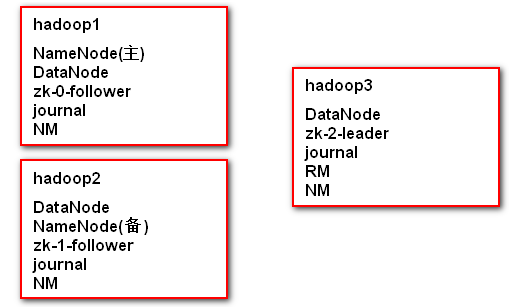 hadoop1
NameNode(主)
DataNode
zk-0-follower
journal
NM
hadoop2
DataNode
NameNode(备)
zk-1-follower
journal
NM
hadoop3
DataNode
zk-2-leader
journal
RM
NM